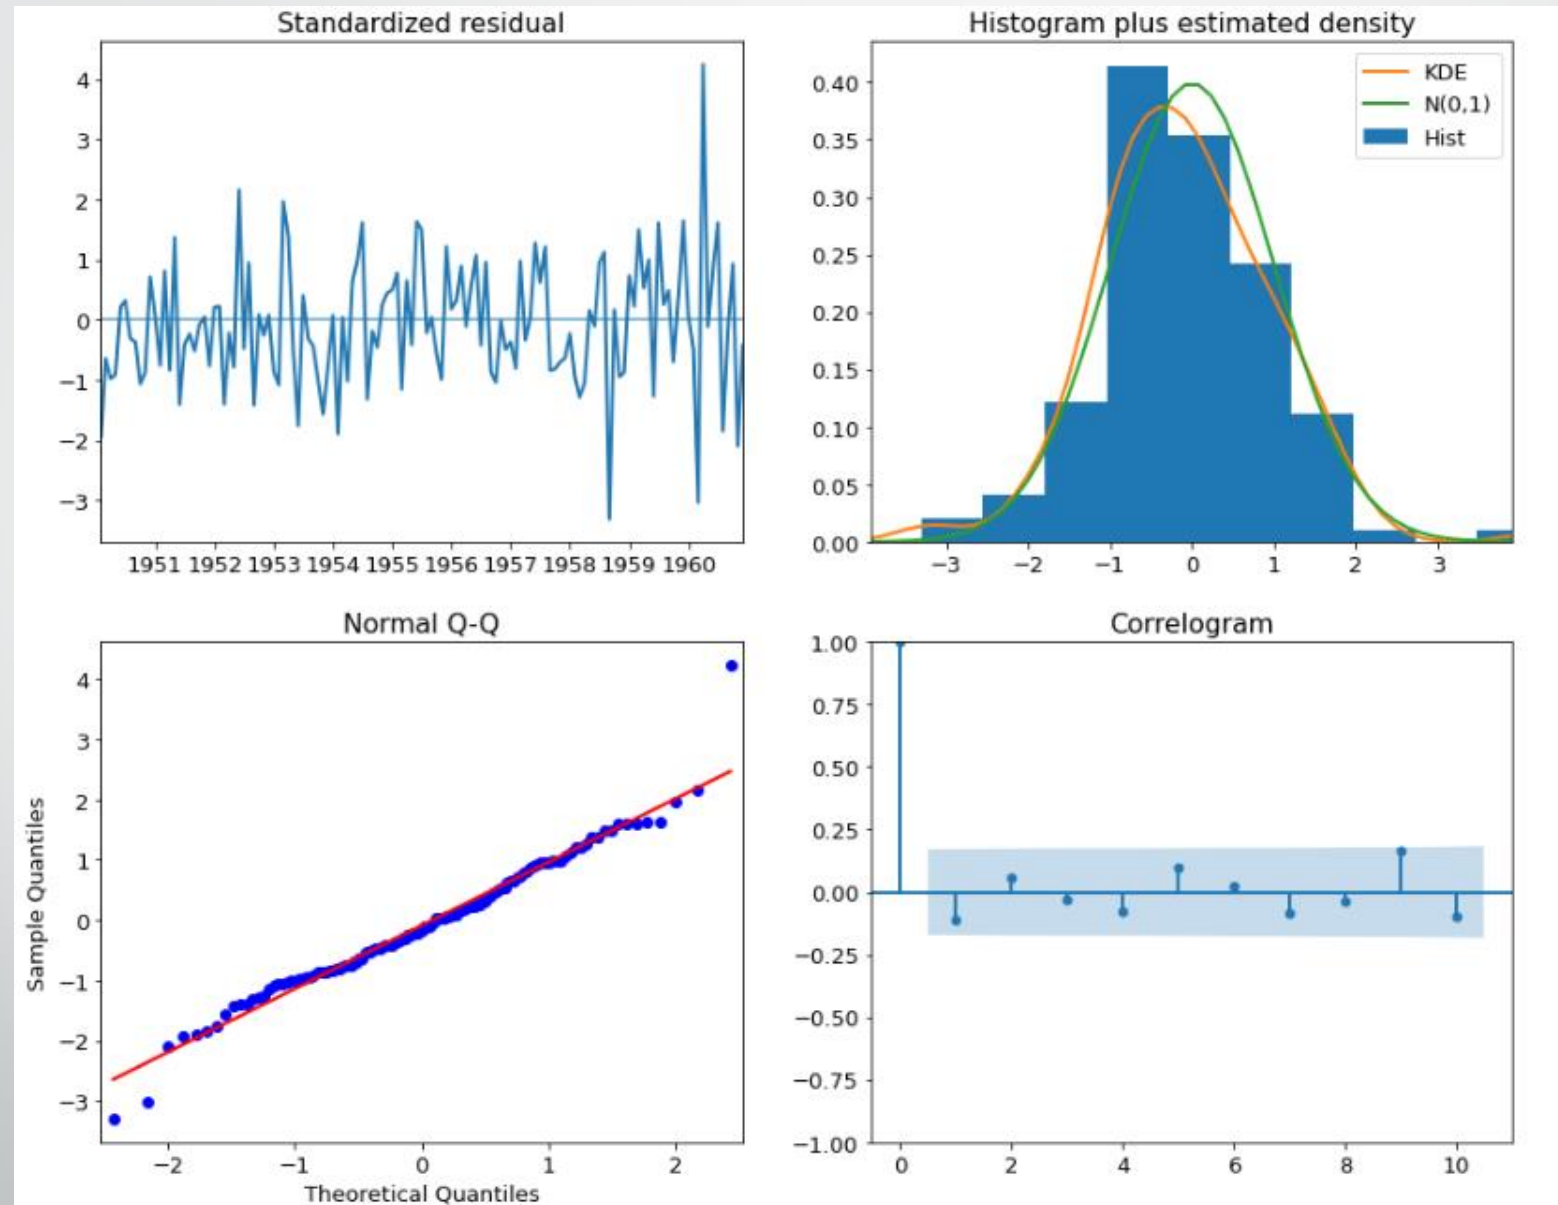 Standardized residual
4
3
2
1
0
−1
−2
−3
1951 1952 1953 1954 1955 1956 1957 1958 1959 1960
Histogram plus estimated density
KDE
N(0,1)
Hist
0.40
0.35
0.30
0.25
0.20
0.15
0.10
0.05
0.00
−3 −2 −1 0 1 2 3
Normal Q-Q
Sample Quantiles
4
3
2
1
0
−1
−2
−3
−2 −1 0 1 2
Theoretical Quantiles
Correlogram
1.00
0.75
0.50
0.25
0.00
−0.25
−0.50
−0.75
−1.00
0 2 4 6 8 10